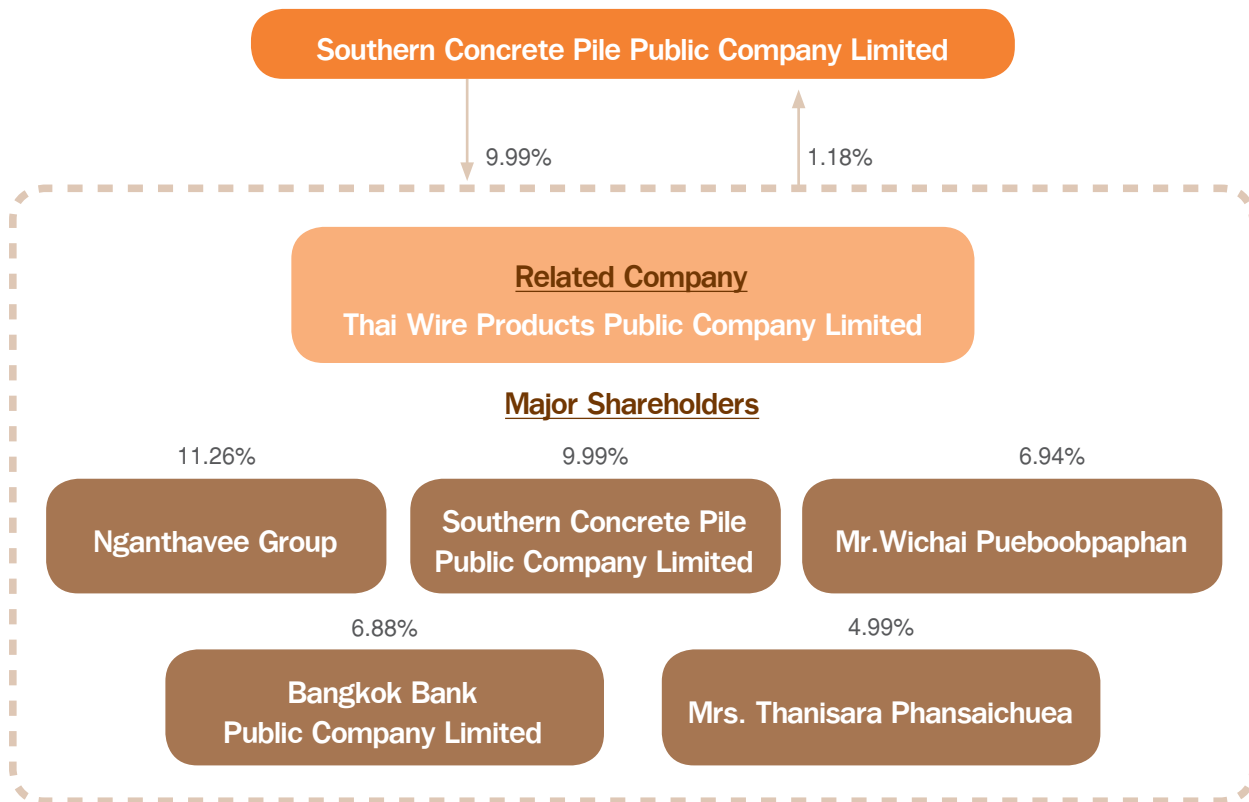 Southern Concrete Pile Public Company Limited
9.99%
1.18%
Related Company
Thai Wire Products Public Company Limited
Major Shareholders
11.26%
9.99%
6.94%
Nganthavee Group
Southern Concrete Pile
Public Company Limited
Mr.Wichai Pueboobpaphan
6.88%
4.99%
Bangkok Bank
Public Company Limited
Mrs. Thanisara Phansaichuea